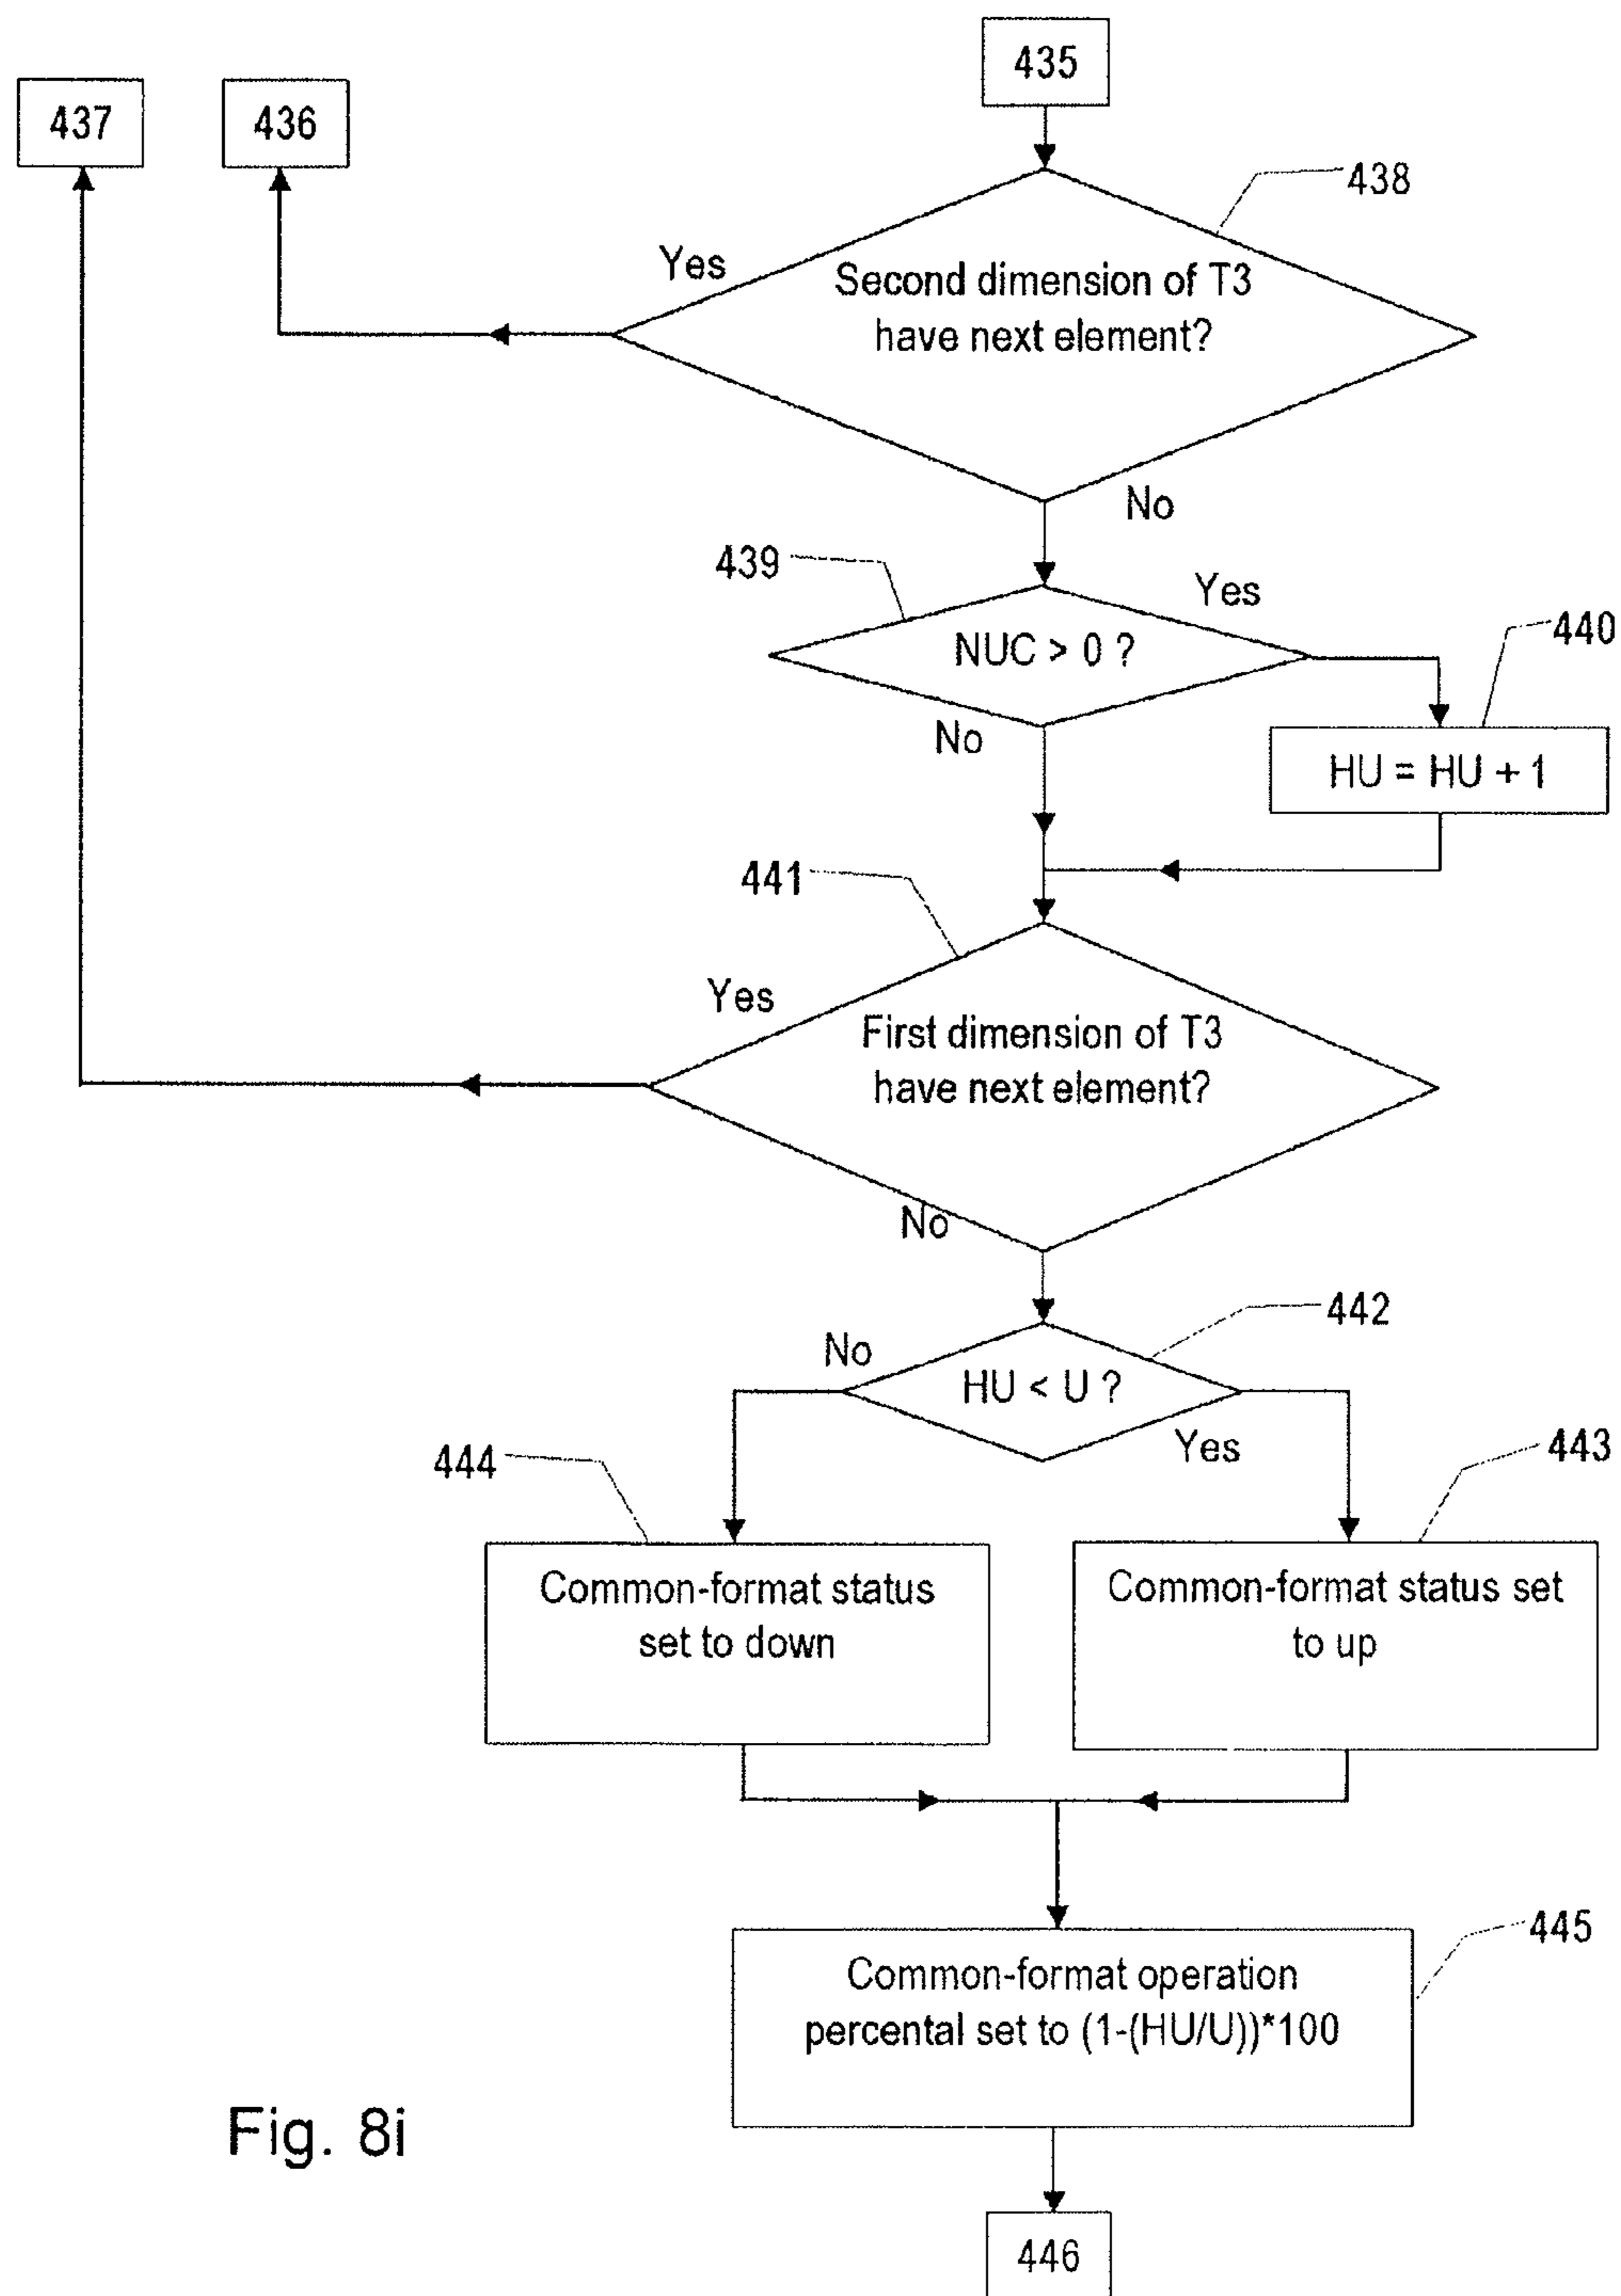 435
437
436
438
Yes
Second dimension of T3
have next element?
No
439
Yes
NUC > 0 ?
440
No
HU = HU + 1
441
Yes
First dimension of T3
have next element?
No
442
No
HU < U ?
Yes
444
443
Common-format status
set to down
Common-format status set
to up
445
Common-format operation
percental set to (1-(HU/U))*100
Fig. 8i
446